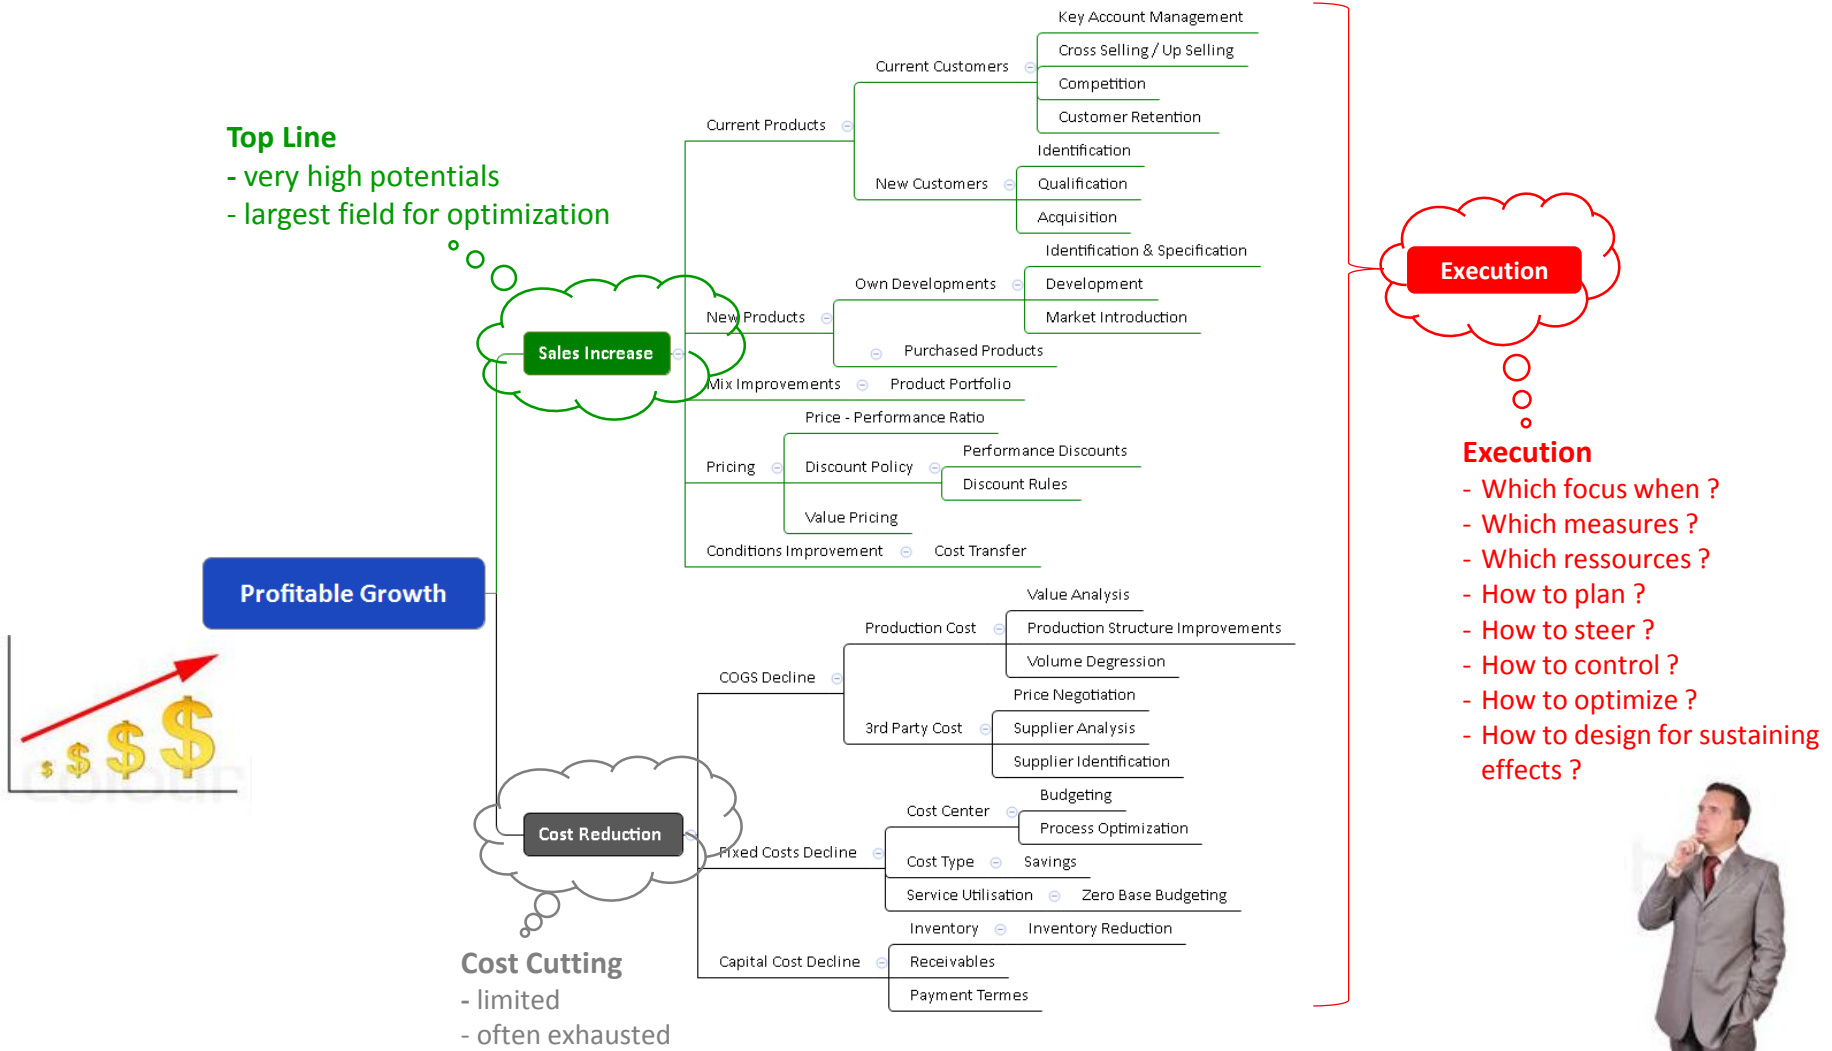 Key Account Management
Cross Selling / Up Selling
Current Customers
Competition
Customer Retention
Current Products
Identification
New Customers
Qualification
Acquisition
Top Line
- very high potentials
- largest field for optimization
Identification & Specification
Own Developments
Development
Market Introduction
New Products
Purchased Products
Sales Increase
Mix Improvements
Product Portfolio
Price - Performance Ratio
Performance Discounts
Pricing
Discount Policy
Discount Rules
Value Pricing
Conditions Improvement
Cost Transfer
Profitable Growth
Value Analysis
Production Cost
Production Structure Improvements
Volume Degression
COGS Decline
Price Negotiation
3rd Party Cost
Supplier Analysis
Supplier Identification
Cost Reduction
Budgeting
Cost Center
Process Optimization
Fixed Costs Decline
Cost Type
Savings
Service Utilisation
Zero Base Budgeting
Inventory
Inventory Reduction
Capital Cost Decline
Receivables
Payment Termes
Cost Cutting
- limited
- often exhausted
Execution
Execution
- Which focus when ?
- Which measures ?
- Which ressources ?
- How to plan ?
- How to steer ?
- How to control ?
- How to optimize ?
- How to design for sustaining
effects ?